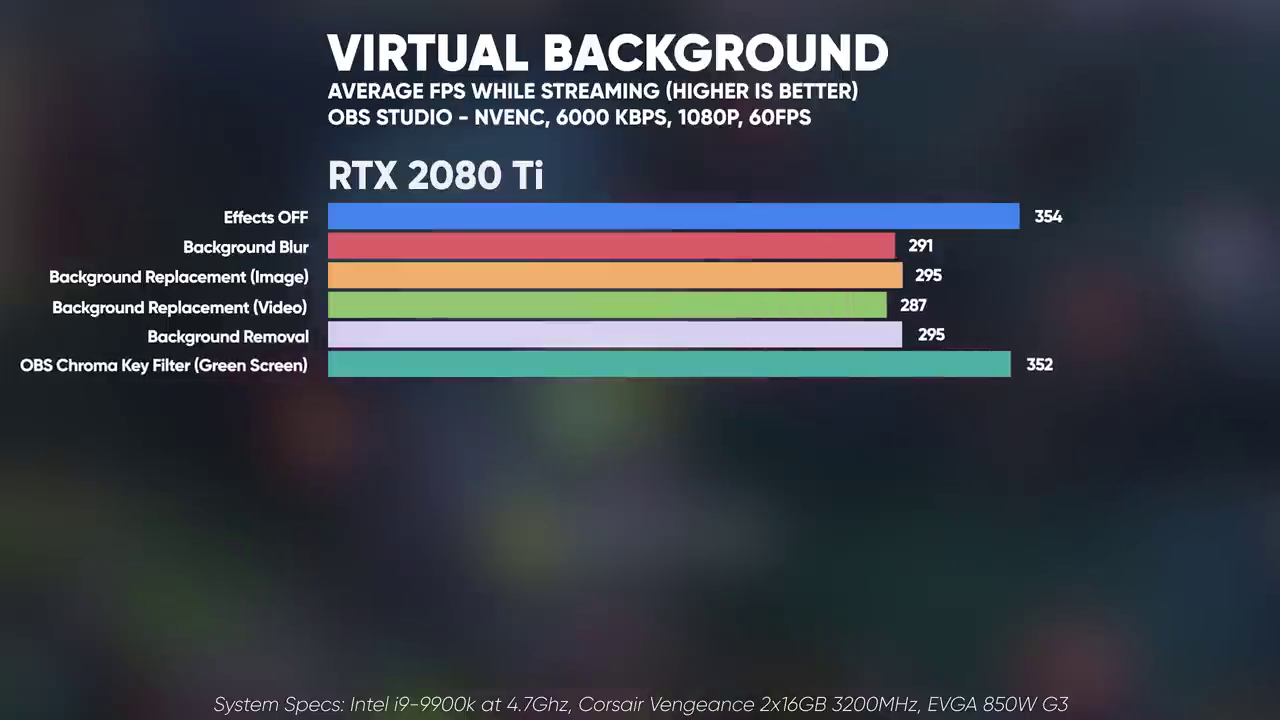 VIRTUAL BACKGROUND
AVERAGE FPS WHILE STREAMING (HIGHER IS BETTER)
OBS STUDIO - NVENC, 6000 KBPS, 1080P, 60FPS
RTX 2080 Ti
Effects OFF 354
Background Blur 291
Background Replacement (Image) 295
Background Replacement (Video) 287
Background Removal 295
OBS Chroma Key Filter (Green Screen) 352
System Specs: Intel i9-9900k at 4.7Ghz, Corsair Vengeance 2x16GB 3200MHz, EVGA 850W G3